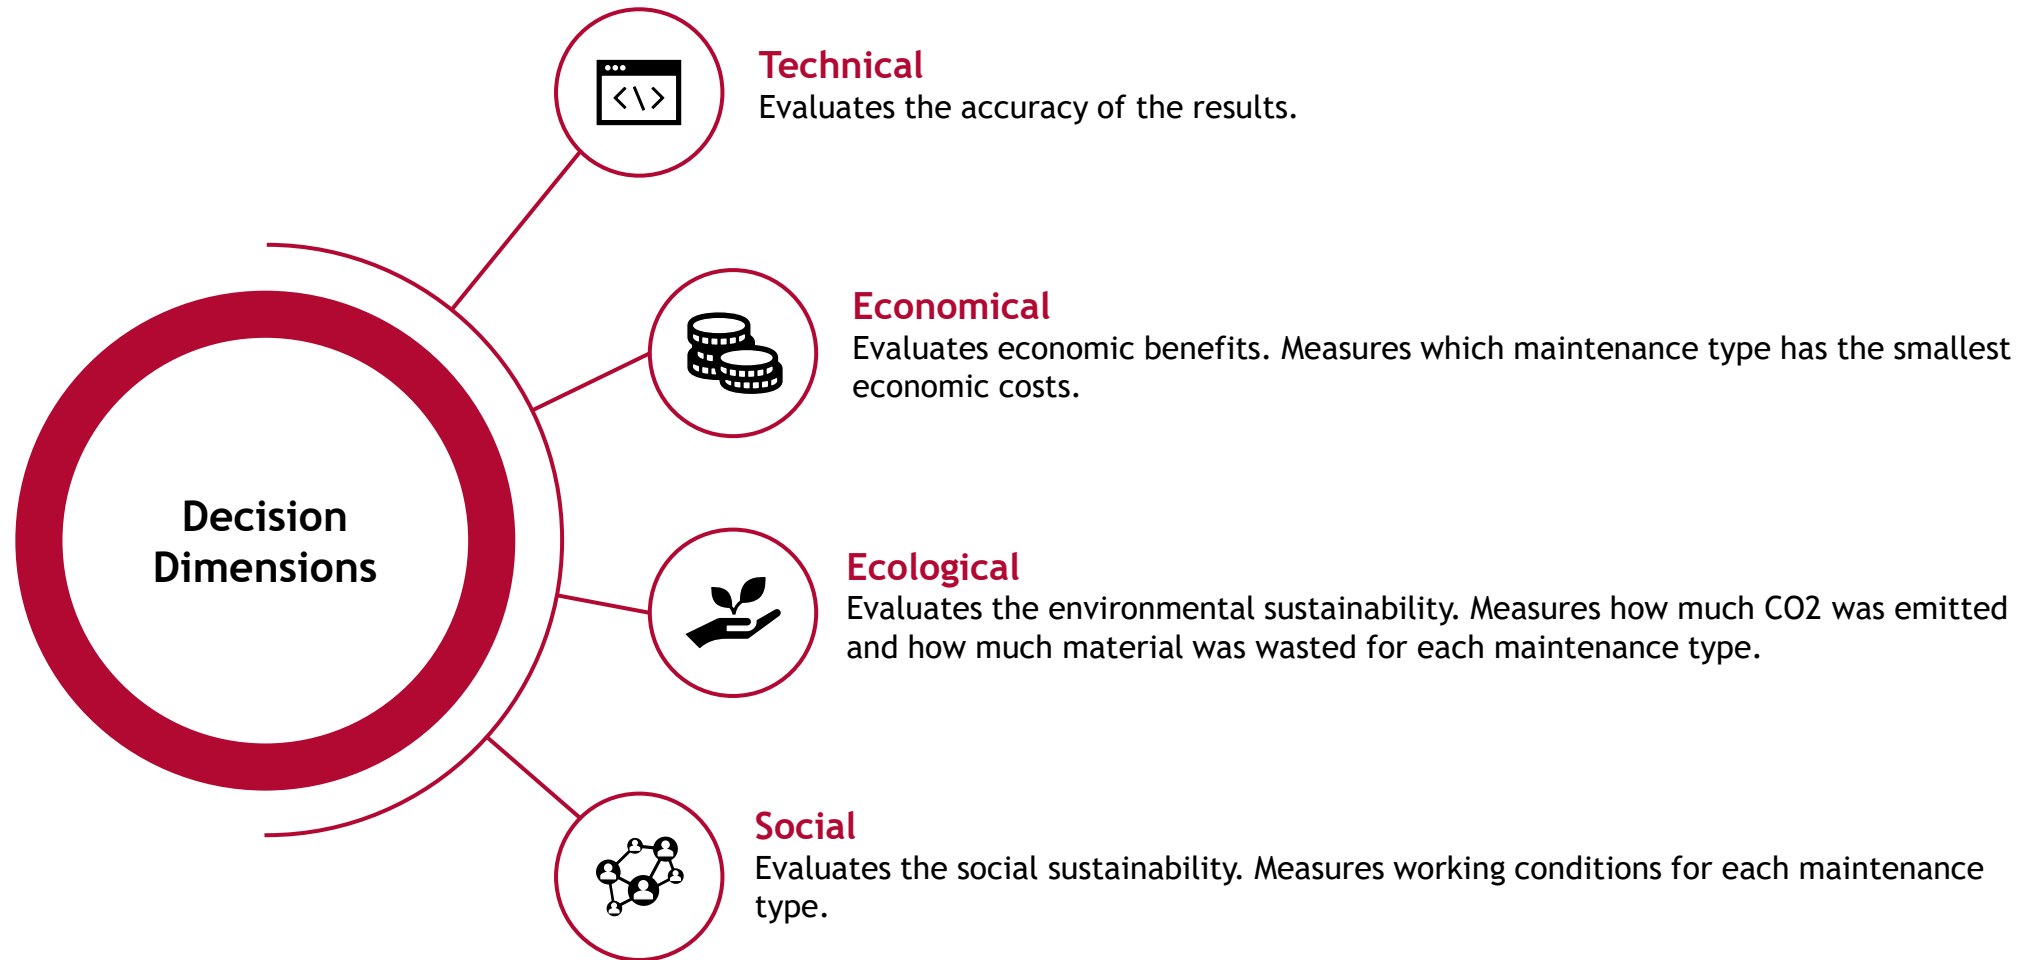 Technical
Evaluates the accuracy of the results.
Economical
Evaluates economic benefits. Measures which maintenance type has the smallest
economic costs.
Decision
Dimensions
Ecological
Evaluates the environmental sustainability. Measures how much CO2 was emitted
and how much material was wasted for each maintenance type.
Social
Evaluates the social sustainability. Measures working conditions for each maintenance
type.